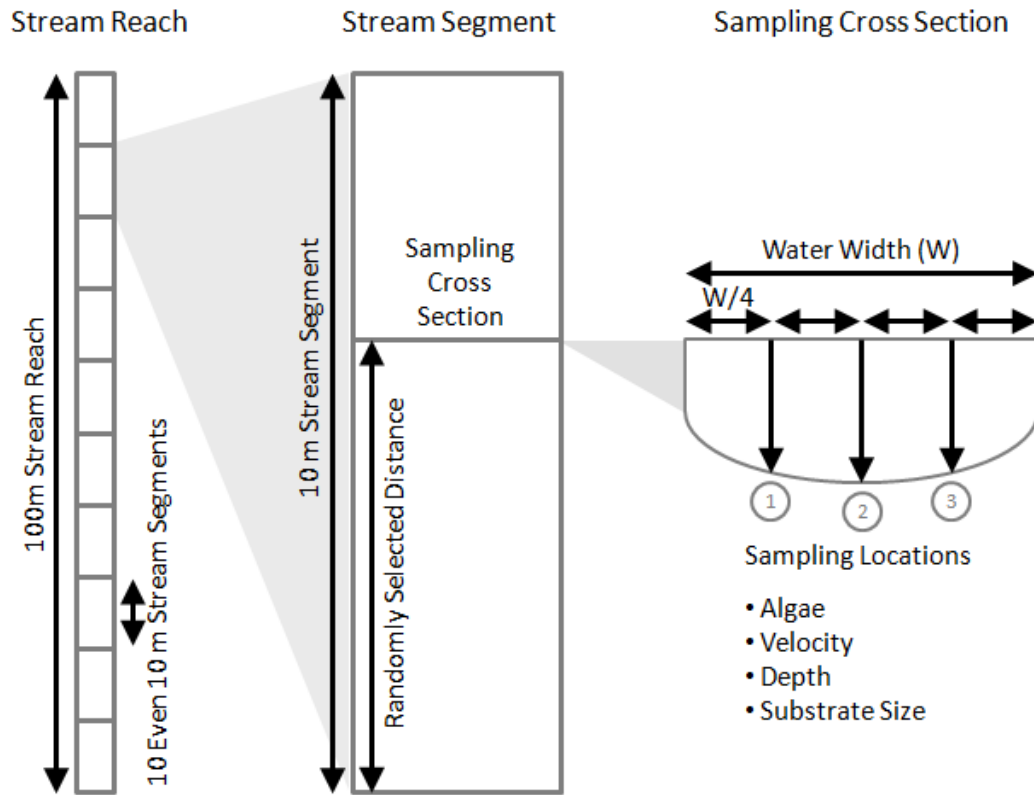 Stream Reach
Stream Segment
Sampling Cross Section
100m Stream Reach
10 Even 10 m Stream Segments
10 m Stream Segment
Sampling
Cross
Section
Randomly Selected Distance
Water Width (W)
W/4
1
2
3
Sampling Locations
• Algae
• Velocity
• Depth
• Substrate Size